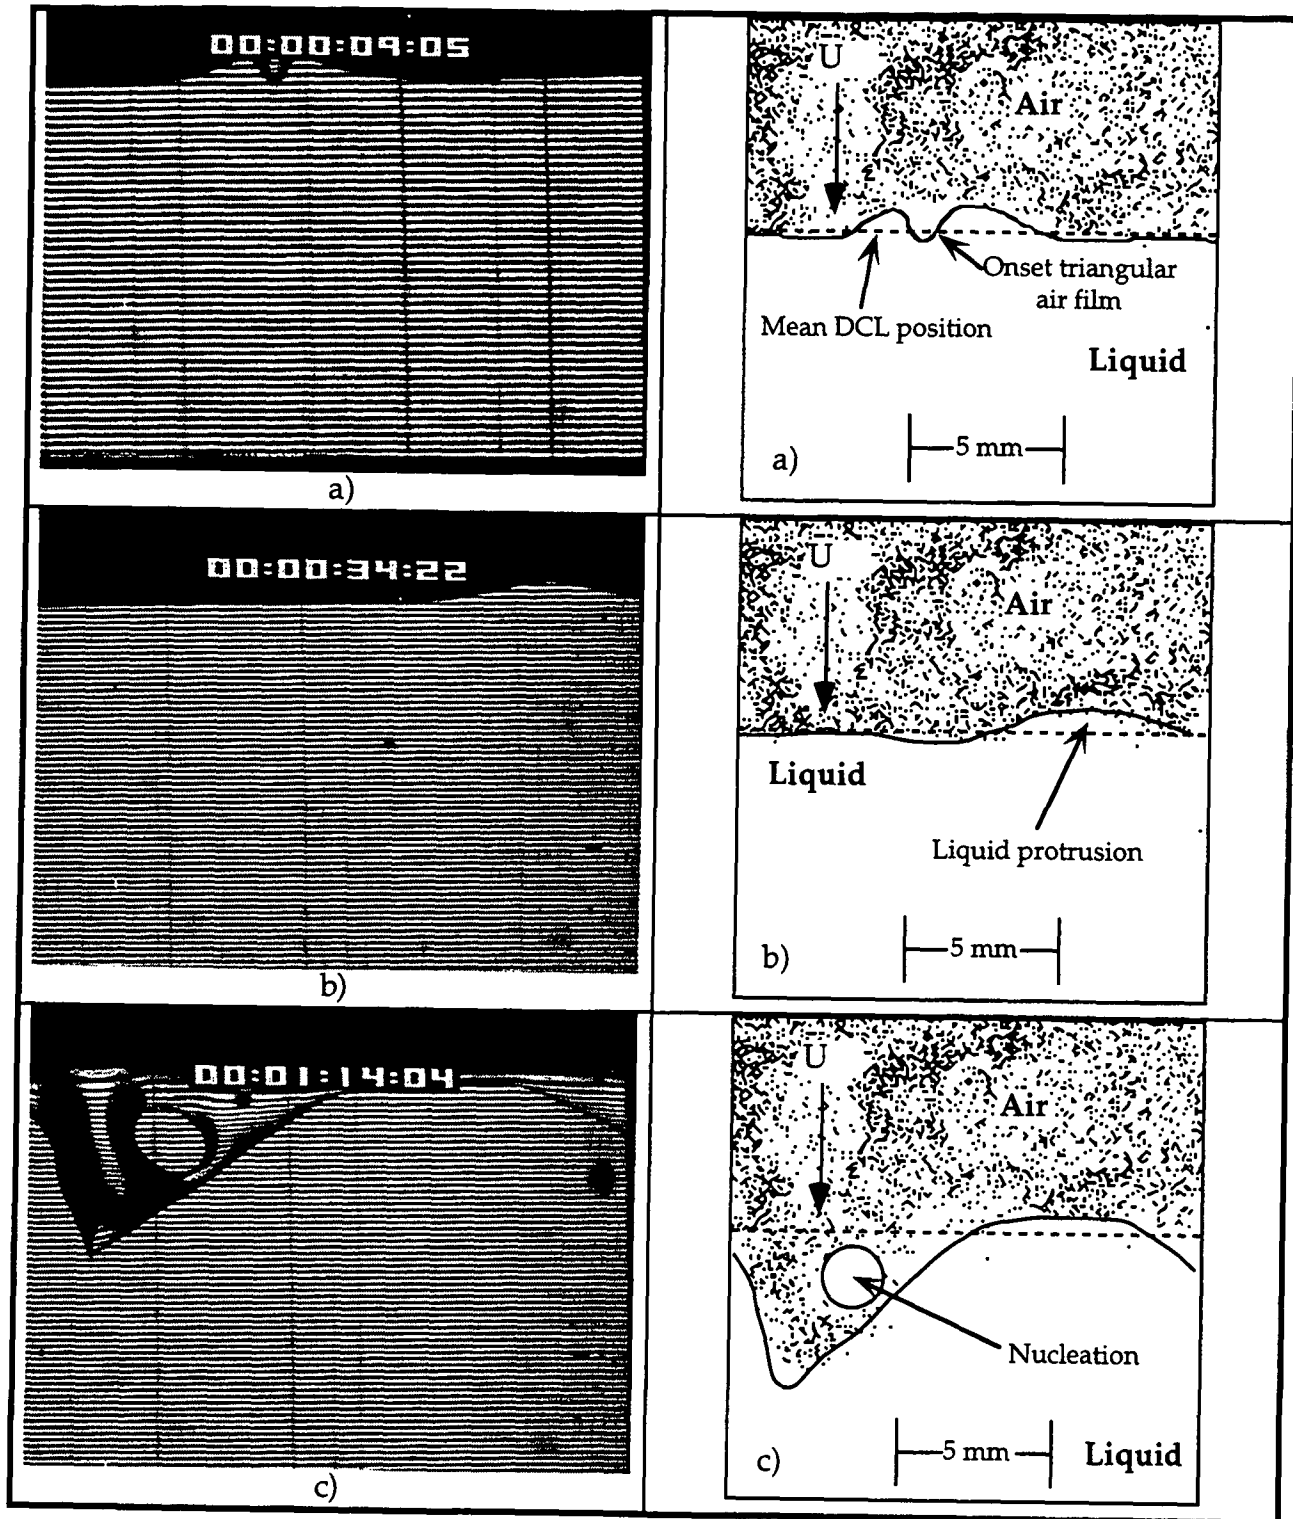 00:00:09:05
a)
U̅
Air
Onset triangular
air film
Mean DCL position
Liquid
5 mm
a)
00:00:34:22
b)
U̅
Air
Liquid
Liquid protrusion
5 mm
b)
00:01:14:04
c)
U̅
Air
Nucleation
5 mm
c)
Liquid